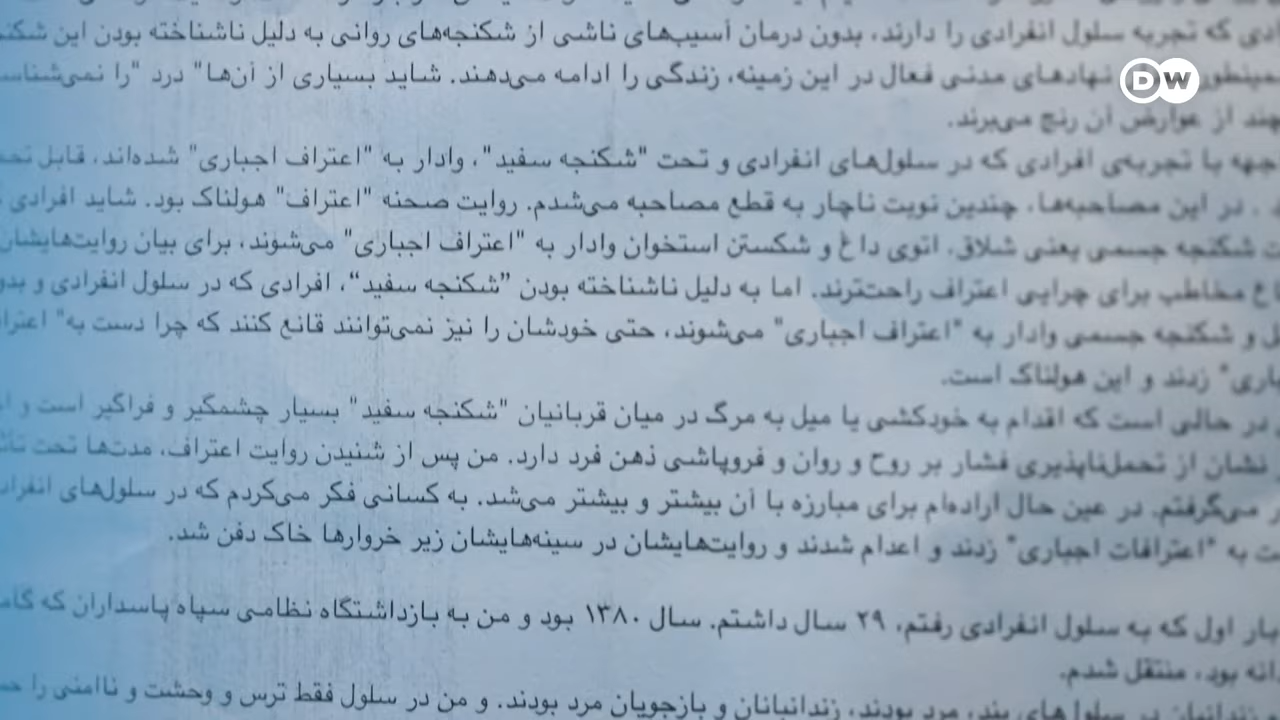 که تجربه سلول انفرادی را دارند، بدون درمان آسیب‌های ناشی از شکنجه‌های روانی به دلیل ناشناخته بودن این
DW
نهادهای مدنی فعال در این زمینه، زندگی را ادامه می‌دهند. شاید بسیاری از آن‌ها" درد "را
از عوارض آن رنج می‌برند.
با تجربه‌ی افرادی که در سلول‌های انفرادی و تحت "شکنجه سفید"، وادار به "اعتراف اجباری" شده‌اند، قابل
. در این مصاحبه‌ها، چندین نوبت ناچار به قطع مصاحبه می‌شدم. روایت صحنه "اعتراف" هولناک بود. شاید افرادی
شکنجه جسمی یعنی شلاق، اتوی داغ و شکستن استخوان وادار به "اعتراف اجباری" می‌شوند، برای بیان روایت‌هایشان
مخاطب برای چرایی اعتراف راحت‌ترند. اما به دلیل ناشناخته بودن ”شکنجه سفید“، افرادی که در سلول انفرادی و
و شکنجه جسمی وادار به "اعتراف اجباری" می‌شوند، حتی خودشان را نیز نمی‌توانند قانع کنند که چرا دست به"
زدند و این هولناک است.
در حالی است که اقدام به خودکشی یا میل به مرگ در میان قربانیان "شکنجه سفید" بسیار چشمگیر و فراگیر است و
نشان از تحمل‌ناپذیری فشار بر روح و روان و فروپاشی ذهن فرد دارد. من پس از شنیدن روایت اعتراف، مدت‌ها تحت
می‌گرفتم. در عین حال اراده‌ام برای مبارزه با آن بیشتر و بیشتر می‌شد. به کسانی فکر می‌کردم که در سلول‌های
به "اعترافات اجباری" زدند و اعدام شدند و روایت‌هایشان در سینه‌هایشان زیر خروارها خاک دفن شد.
بار اول که به سلول انفرادی رفتم، ۲۹ سال داشتم. سال ۱۳۸۰ بود و من به بازداشتگاه نظامی سپاه پاسداران که
بود، منتقل شدم.
در سلول‌های بند، مرد بودند، زندانبانان و بازجویان مرد بودند. و من در سلول فقط ترس و وحشت و ناامنی را